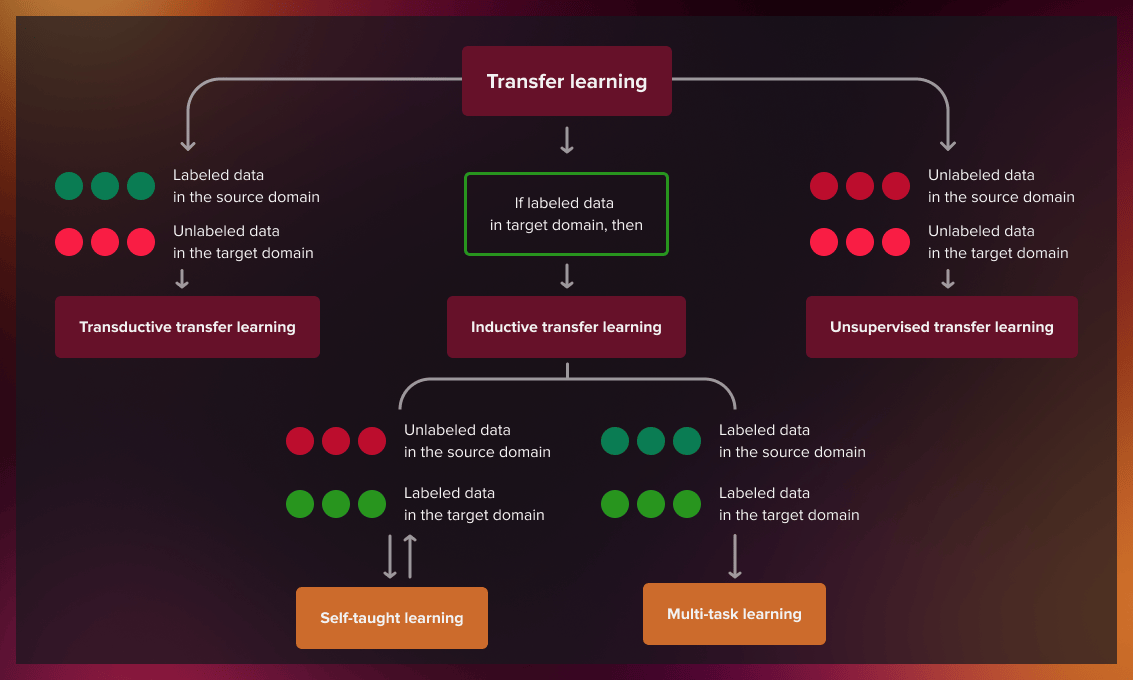 Transfer learning
Labeled data
in the source domain
Unlabeled data
in the target domain
Transductive transfer learning
If labeled data
in target domain, then
Inductive transfer learning
Unlabeled data
in the source domain
Unlabeled data
in the target domain
Unsupervised transfer learning
Unlabeled data
in the source domain
Labeled data
in the target domain
Self-taught learning
Labeled data
in the source domain
Labeled data
in the target domain
Multi-task learning